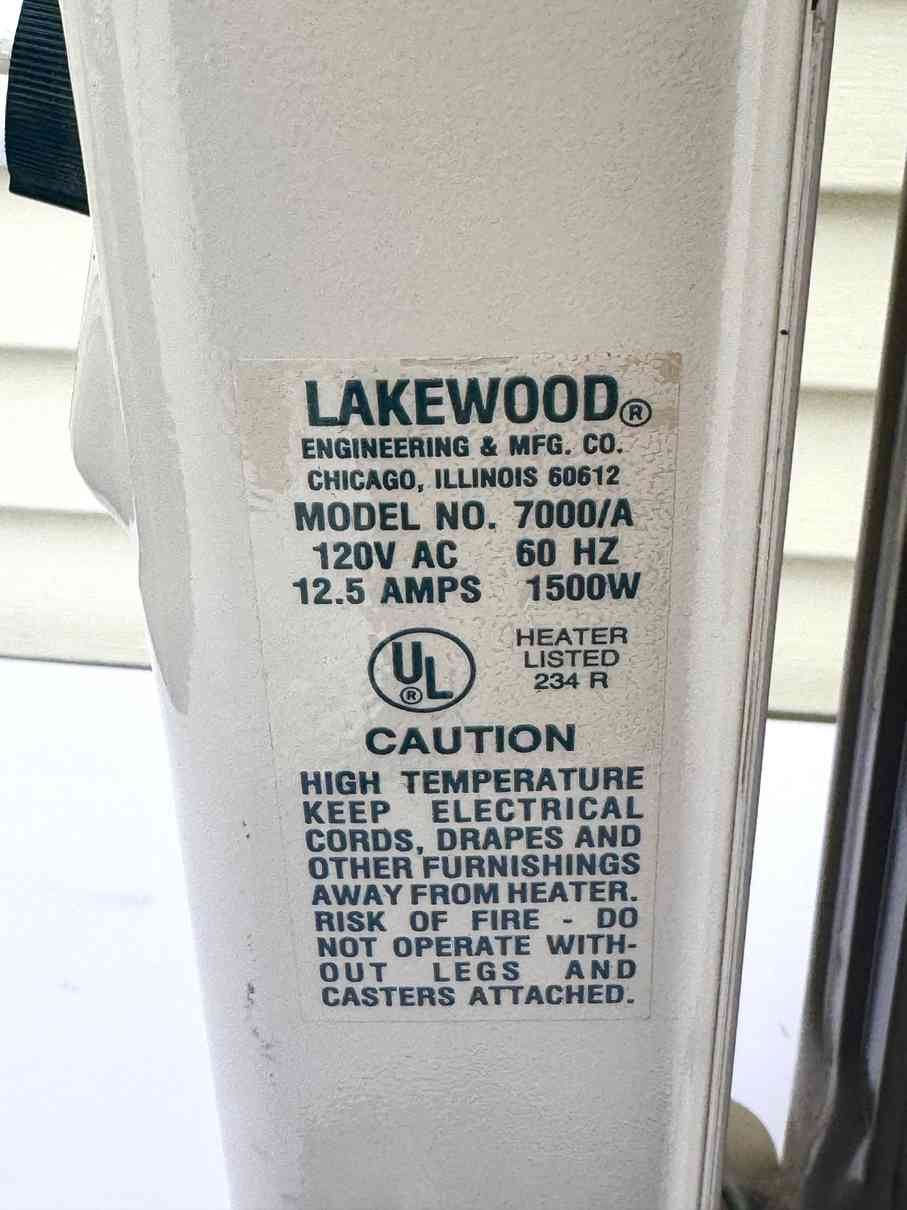 LAKEWOOD®
ENGINEERING & MFG. CO.
CHICAGO, ILLINOIS 60612
MODEL NO. 7000/A
120V AC 60 HZ
12.5 AMPS 1500W
UL®
HEATER
LISTED
234 R
CAUTION
HIGH TEMPERATURE
KEEP ELECTRICAL
CORDS, DRAPES AND
OTHER FURNISHINGS
AWAY FROM HEATER.
RISK OF FIRE - DO
NOT OPERATE WITH-
OUT LEGS AND
CASTERS ATTACHED.